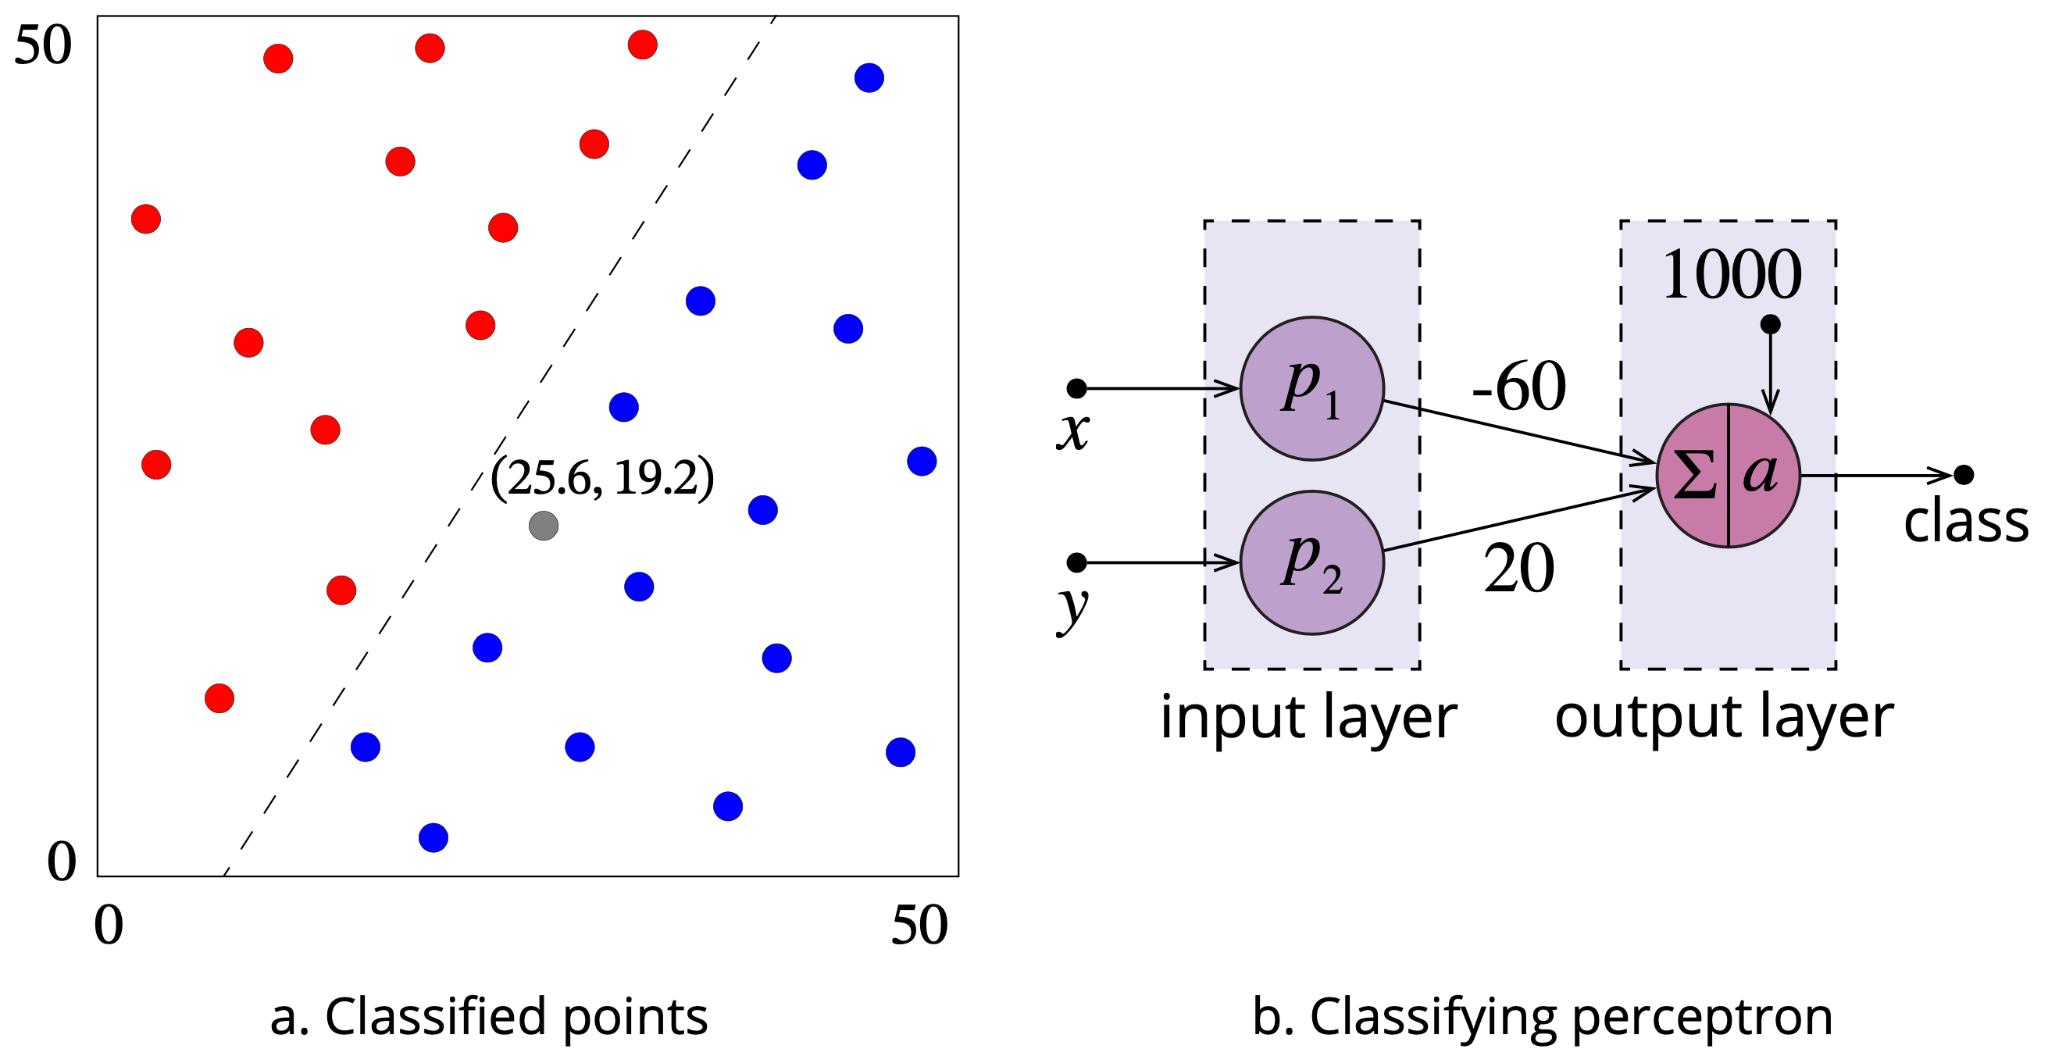 50
(25.6, 19.2)
0
0
50
a. Classified points
1000
-60
p1
x
Σ a
class
20
p2
y
input layer
output layer
b. Classifying perceptron